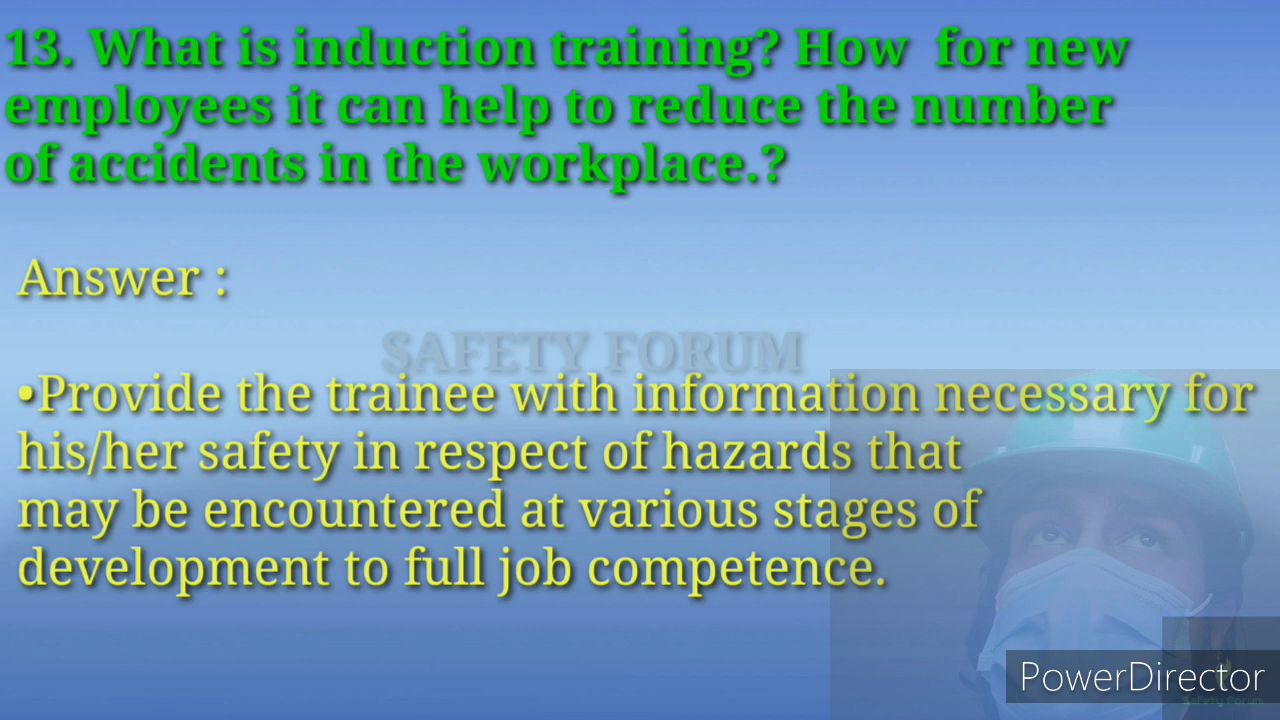 13. What is induction training? How  for new
employees it can help to reduce the number
of accidents in the workplace.?
Answer :
SAFETY FORUM
•Provide the trainee with information necessary for
his/her safety in respect of hazards that
may be encountered at various stages of
development to full job competence.
PowerDirector
Safety Forum